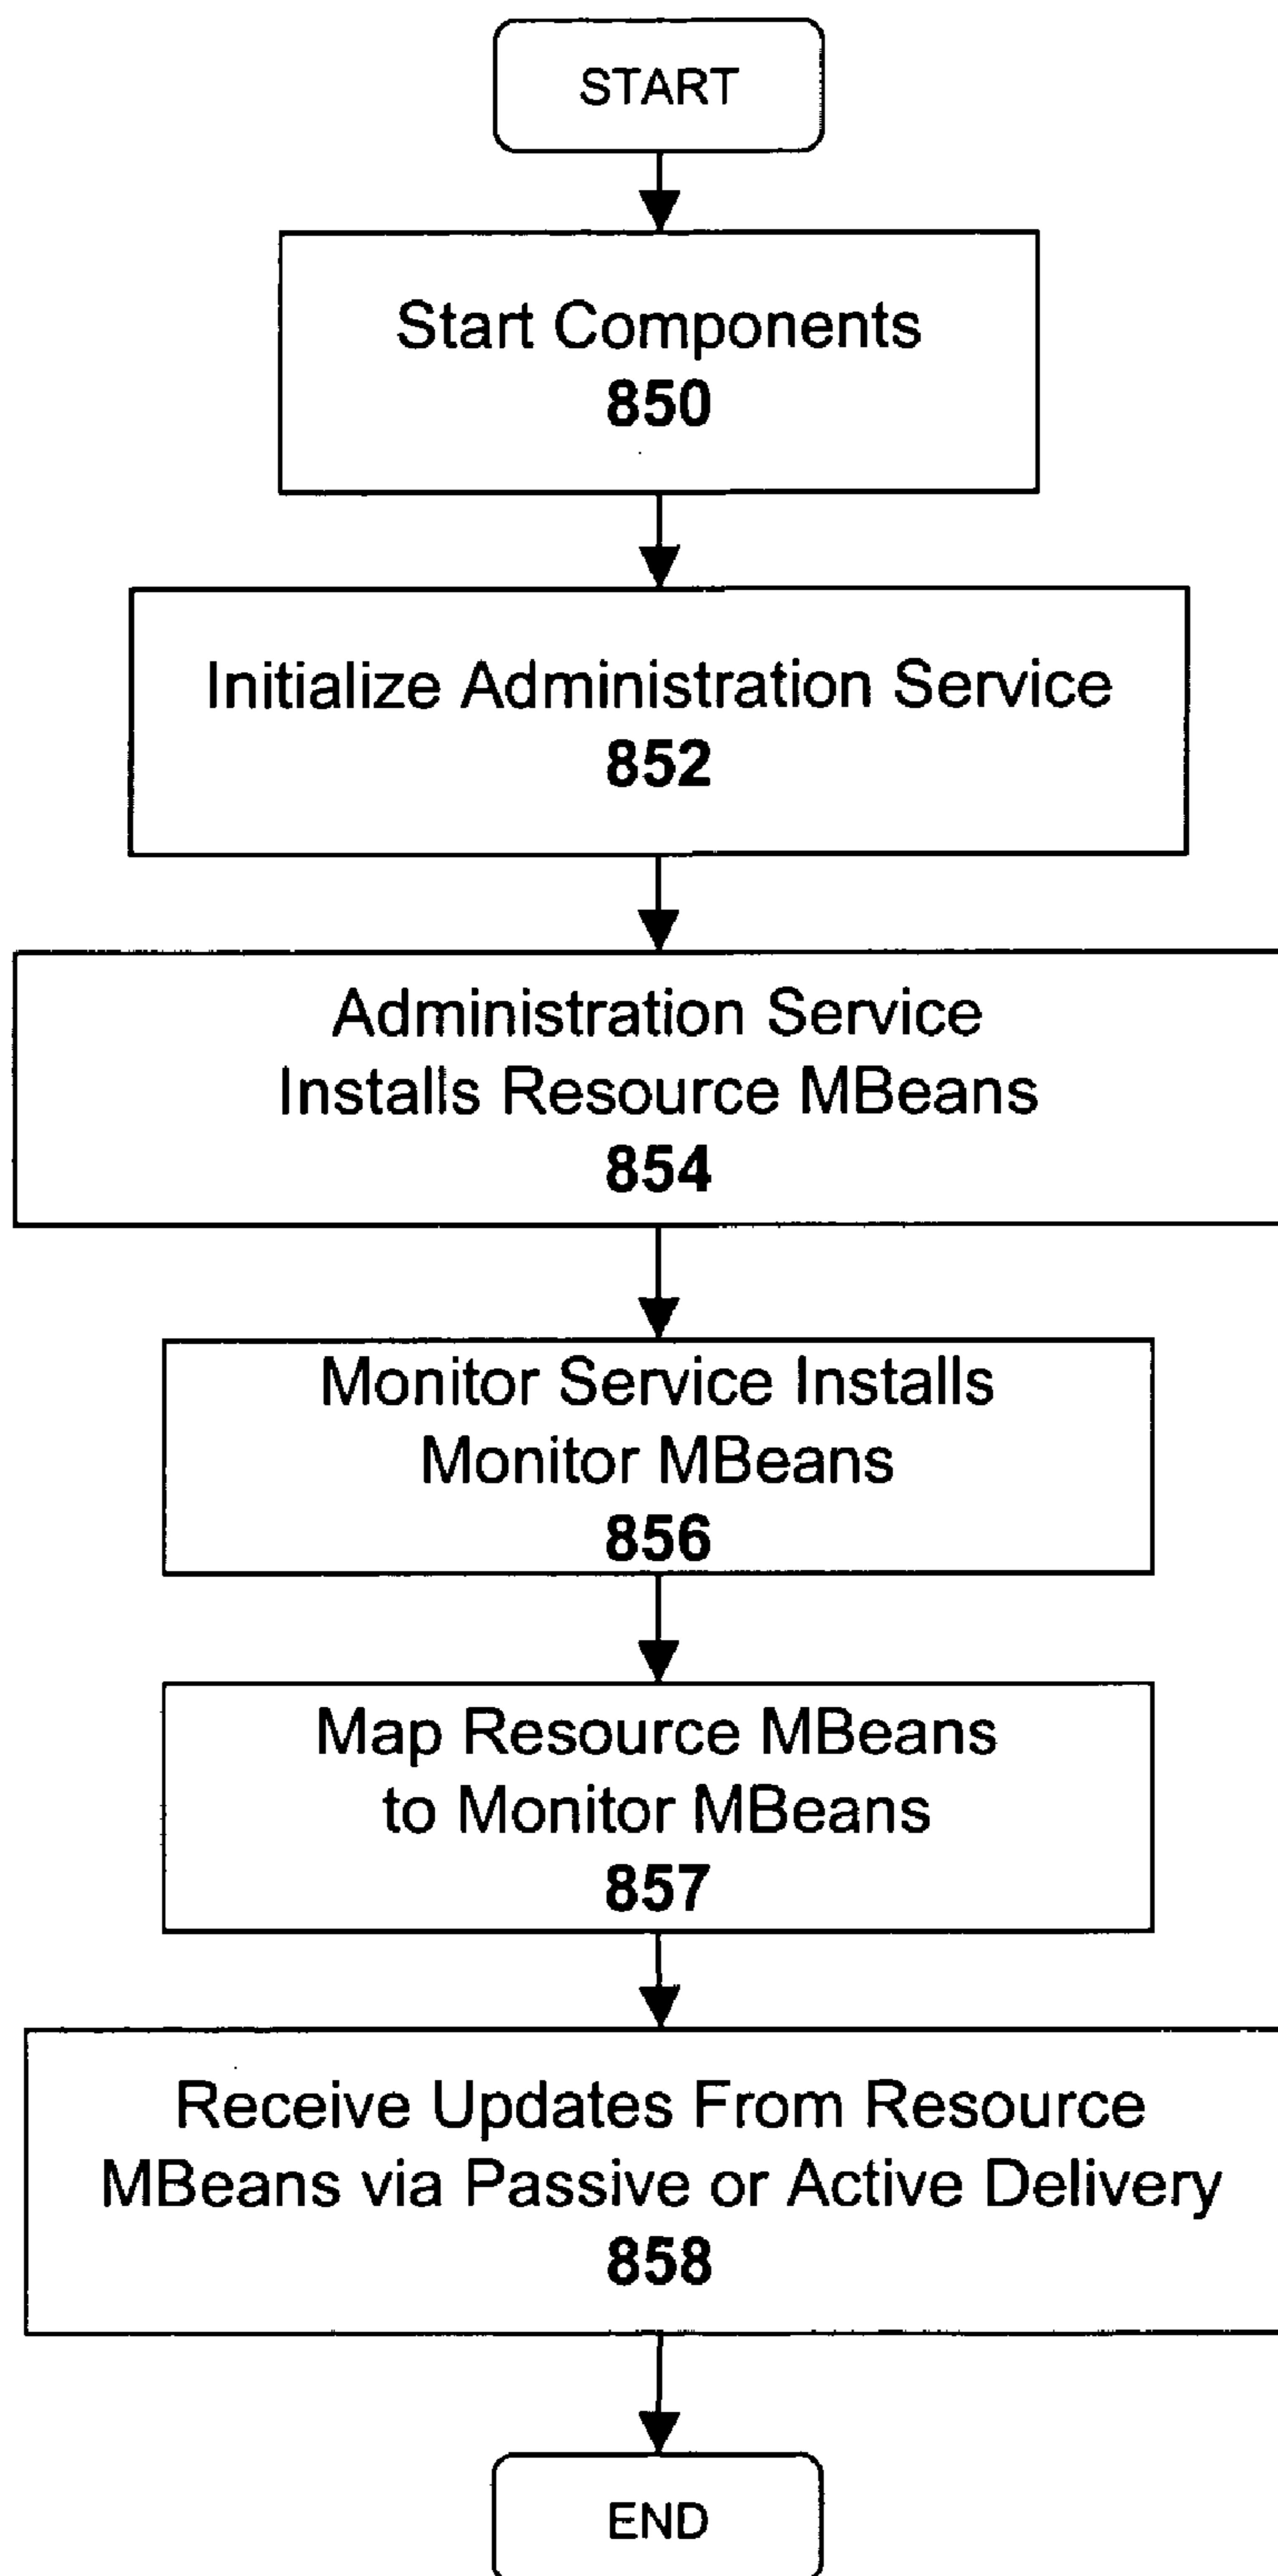 START
Start Components
850
Initialize Administration Service
852
Administration Service
Installs Resource MBeans
854
Monitor Service Installs
Monitor MBeans
856
Map Resource MBeans
to Monitor MBeans
857
Receive Updates From Resource
MBeans via Passive or Active Delivery
858
END